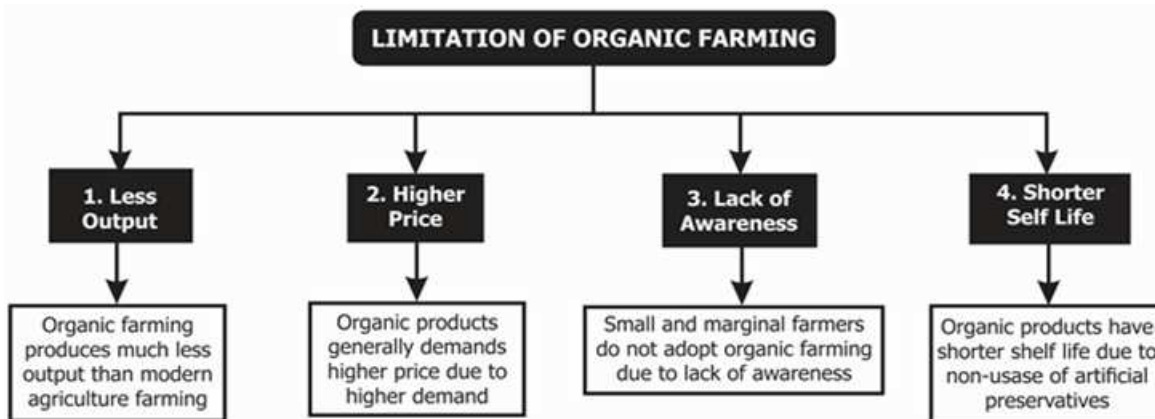 LIMITATION OF ORGANIC FARMING
1. Less
Output
Organic farming
produces much less
output than modern
agriculture farming
2. Higher
Price
Organic products
generally demands
higher price due to
higher demand
3. Lack of
Awareness
Small and marginal farmers
do not adopt organic farming
due to lack of awareness
4. Shorter
Self Life
Organic products have
shorter shelf life due to
non-usase of artificial
preservatives